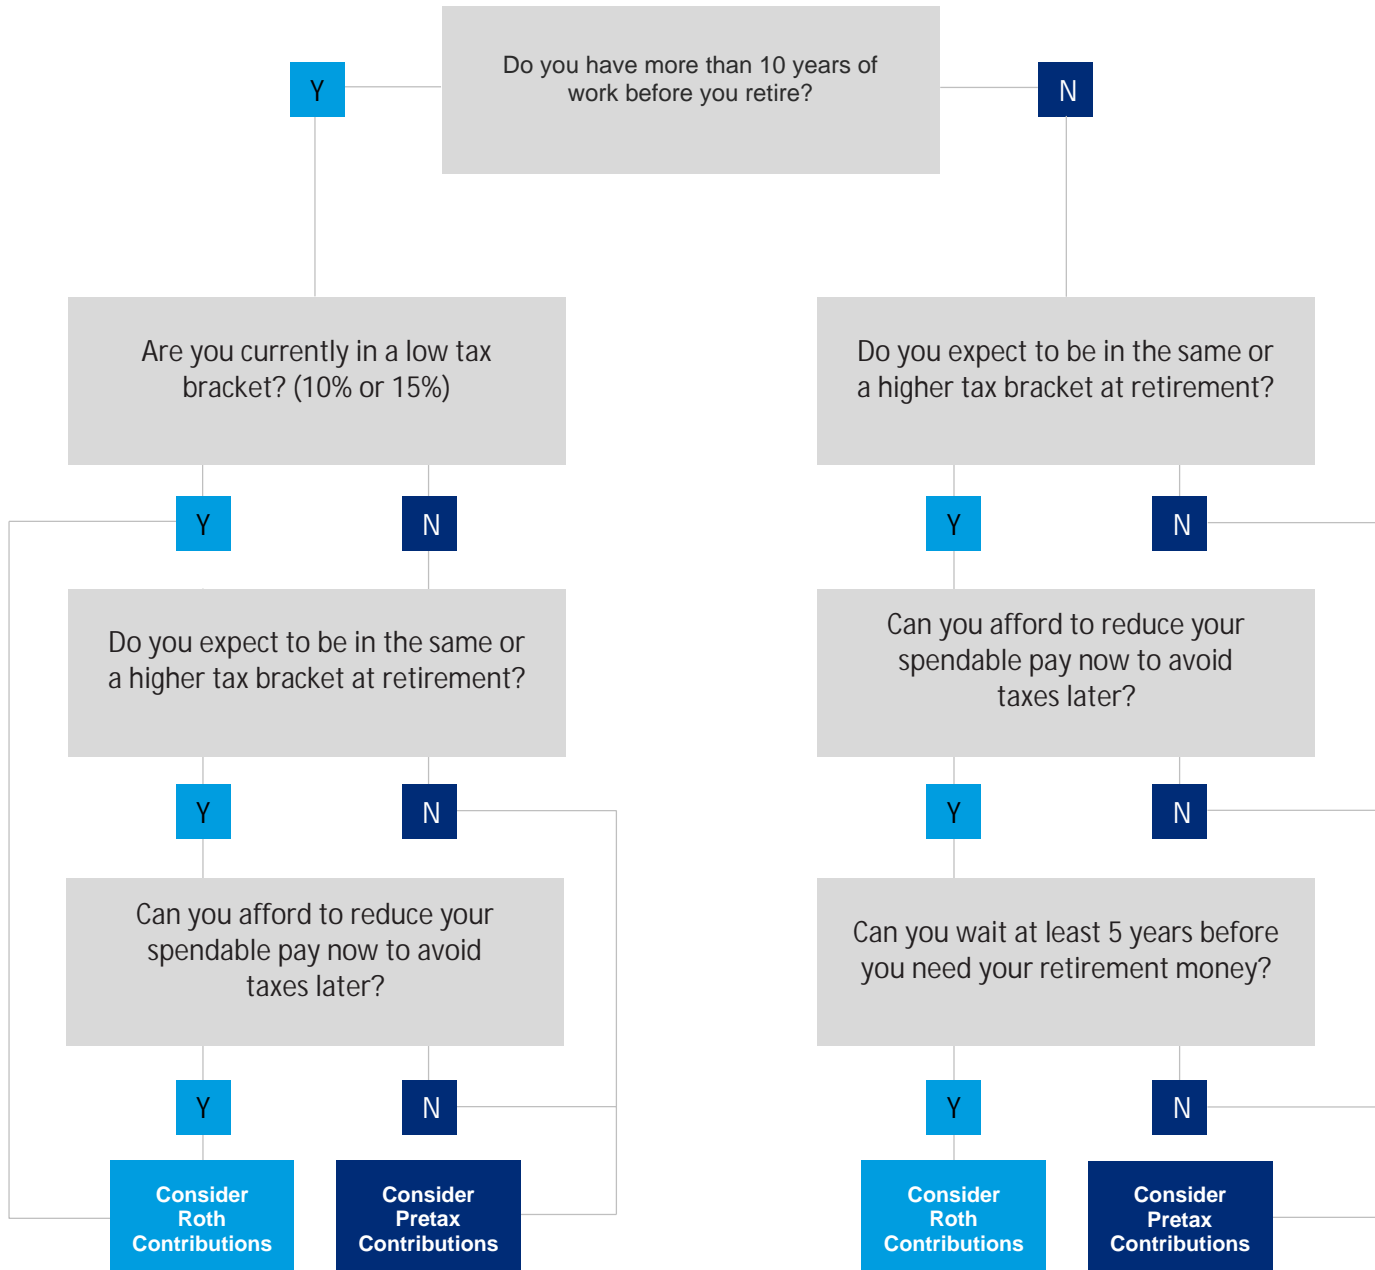 Do you have more than 10 years of
work before you retire?
Y
N
Are you currently in a low tax
bracket? (10% or 15%)
Do you expect to be in the same or
a higher tax bracket at retirement?
Y
N
Y
N
Do you expect to be in the same or
a higher tax bracket at retirement?
Can you afford to reduce your
spendable pay now to avoid
taxes later?
Y
N
Y
N
Can you afford to reduce your
spendable pay now to avoid
taxes later?
Can you wait at least 5 years before
you need your retirement money?
Y
N
Y
N
Consider
Roth
Contributions
Consider
Pretax
Contributions
Consider
Roth
Contributions
Consider
Pretax
Contributions